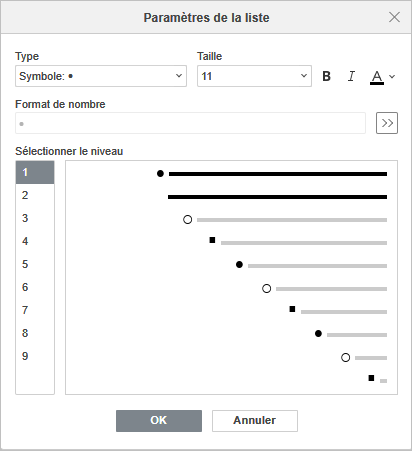 Paramètres de la liste
Type
Taille
Symbole: •
11
B I A
Format de nombre
•
Sélectionner le niveau
1
2
3
4
5
6
7
8
9
OK
Annuler